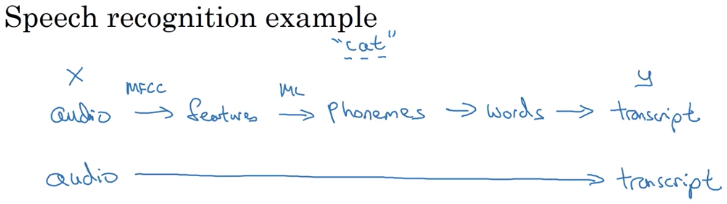 Speech recognition example
"cat"
X MFCC ML y
audio → features → Phonemes → words → transcript
audio → transcript